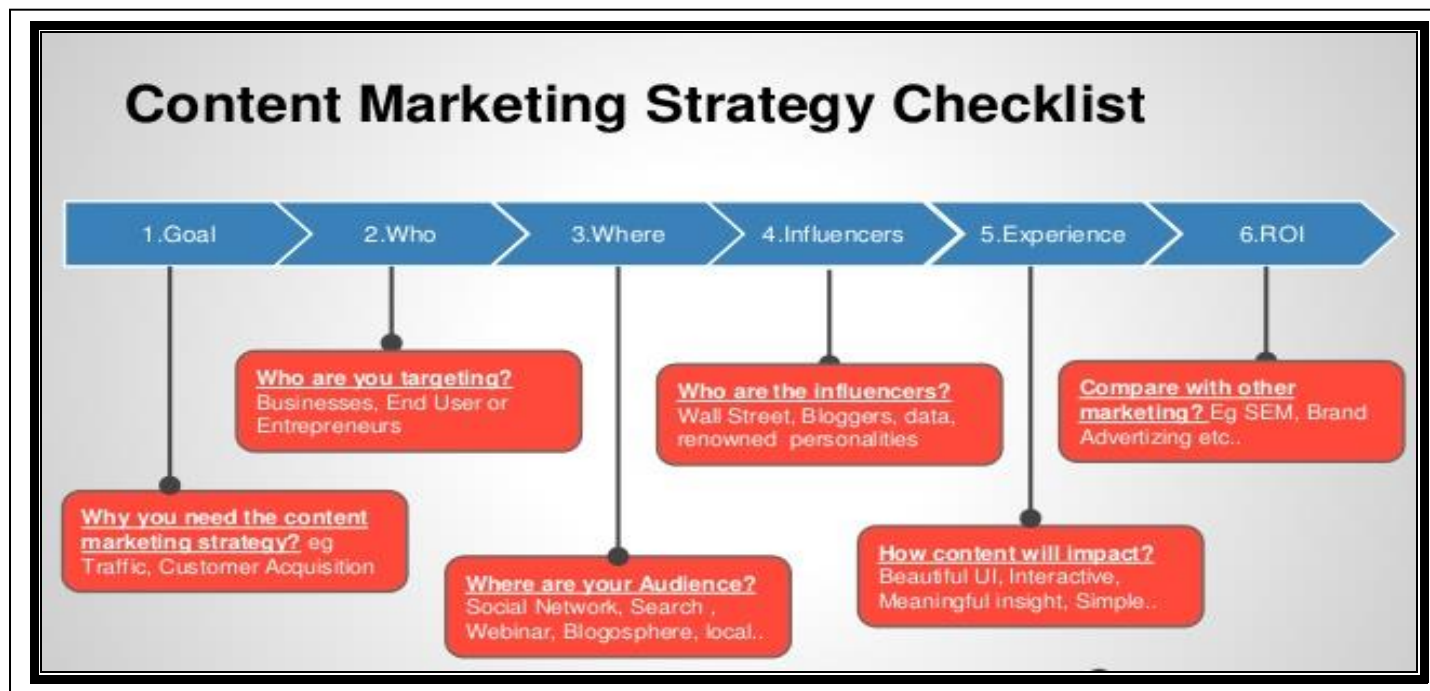 Content Marketing Strategy Checklist
1.Goal
2.Who
3.Where
4.Influencers
5.Experience
6.ROI
Why you need the content
marketing strategy? eg
Traffic, Customer Acquisition
Who are you targeting?
Businesses, End User or
Entrepreneurs
Where are your Audience?
Social Network, Search ,
Webinar, Blogosphere, local..
Who are the influencers?
Wall Street, Bloggers, data,
renowned personalities
How content will impact?
Beautiful UI, Interactive,
Meaningful insight, Simple..
Compare with other
marketing? Eg SEM, Brand
Advertizing etc..